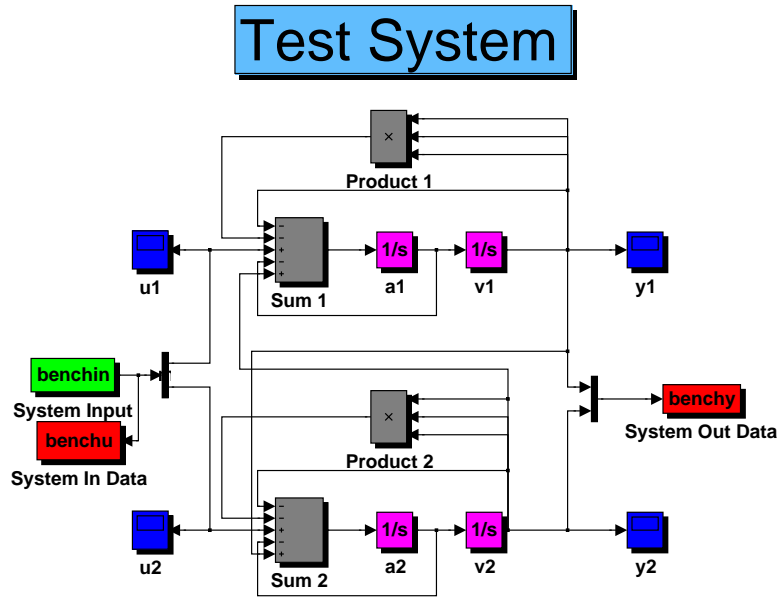 Test System
×
Product 1
−
−
+
−
+
1/s
1/s
u1
Sum 1
a1
v1
y1
benchin
System Input
benchu
System In Data
×
Product 2
benchy
System Out Data
−
−
+
−
+
1/s
1/s
u2
Sum 2
a2
v2
y2